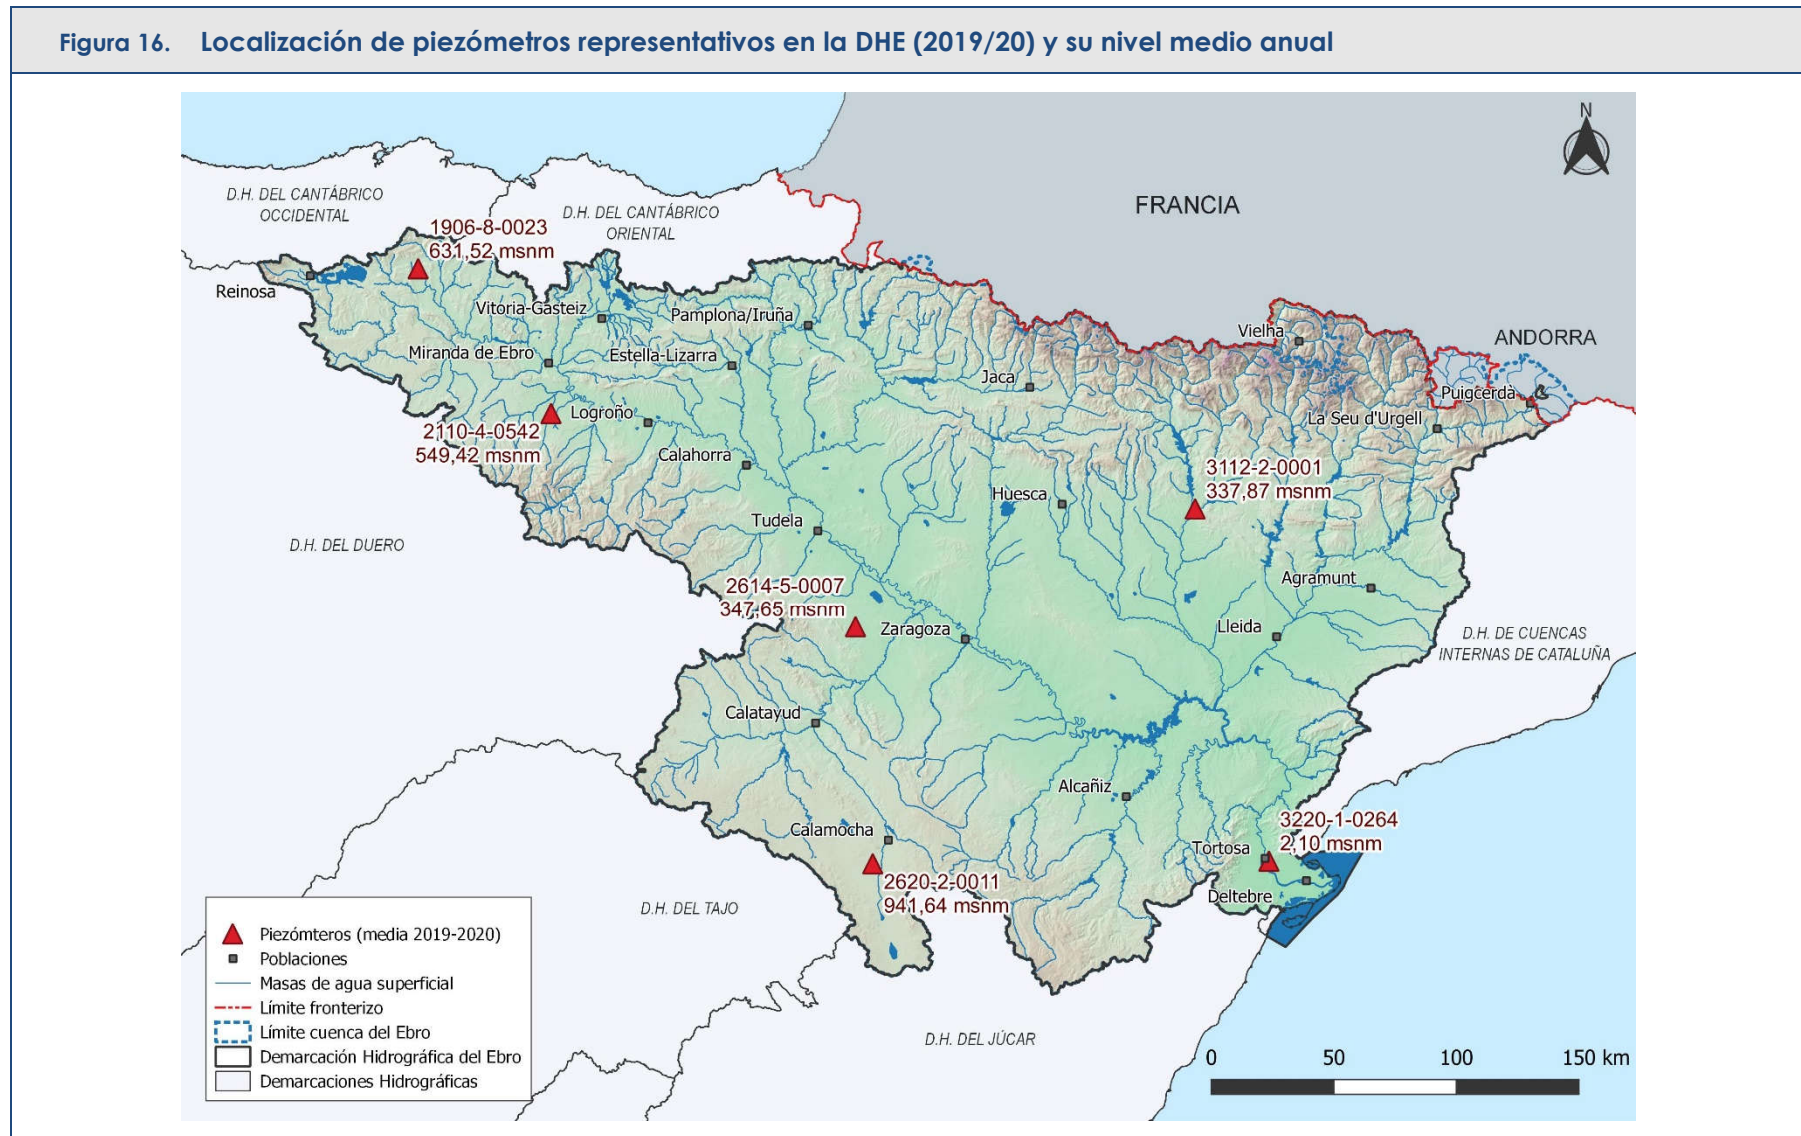 Figura 16. Localización de piezómetros representativos en la DHE (2019/20) y su nivel medio anual
N
FRANCIA
D.H. DEL CANTÁBRICO
OCCIDENTAL
D.H. DEL CANTÁBRICO
ORIENTAL
1906-8-0023
631,52 msnm
Reinosa
Vitoria-Gasteiz
Pamplona/Iruña
Vielha
ANDORRA
Miranda de Ebro
Estella-Lizarra
Jaca
Puigcerdà
La Seu d'Urgell
Logroño
2110-4-0542
549,42 msnm
Calahorra
3112-2-0001
337,87 msnm
Huesca
Tudela
D.H. DEL DUERO
2614-5-0007
347,65 msnm
Agramunt
Zaragoza
Lleida
D.H. DE CUENCAS
INTERNAS DE CATALUÑA
Calatayud
Alcañiz
Calamocha
3220-1-0264
2,10 msnm
Tortosa
2620-2-0011
941,64 msnm
Deltebre
D.H. DEL TAJO
D.H. DEL JÚCAR
Piezómteros (media 2019-2020)
Poblaciones
Masas de agua superficial
Límite fronterizo
Límite cuenca del Ebro
Demarcación Hidrográfica del Ebro
Demarcaciones Hidrográficas
0 50 100 150 km